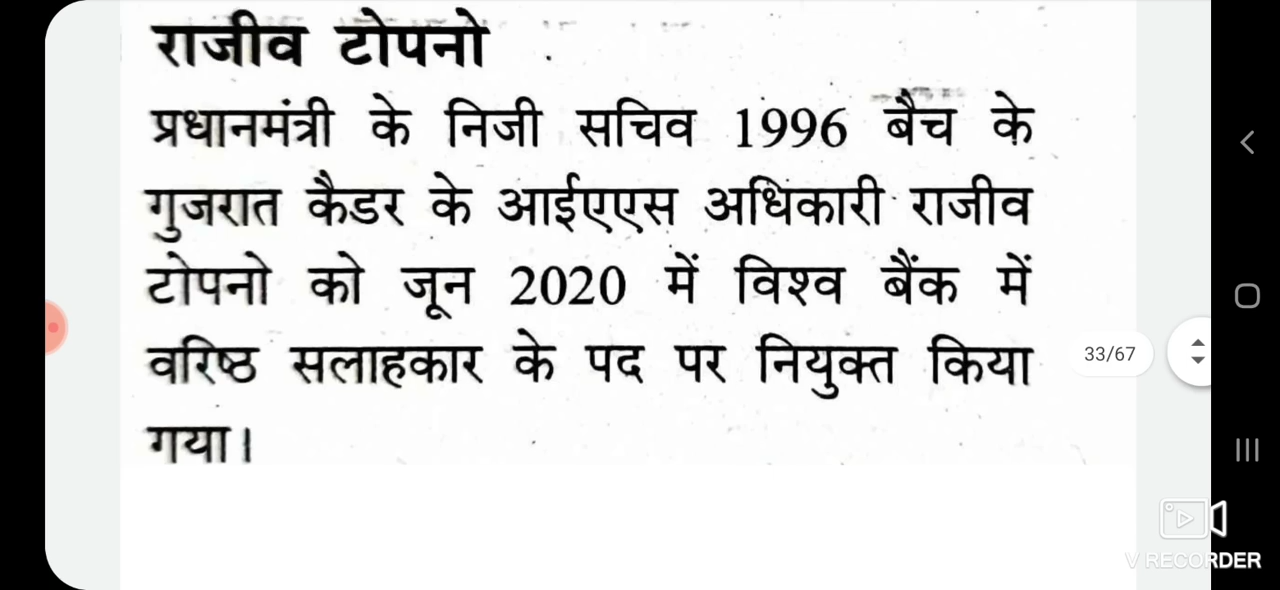 राजीव टोपनो
प्रधानमंत्री के निजी सचिव 1996 बैच के
गुजरात कैडर के आईएएस अधिकारी राजीव
टोपनो को जून 2020 में विश्व बैंक में
वरिष्ठ सलाहकार के पद पर नियुक्त किया
गया।
33/67
V RECORDER